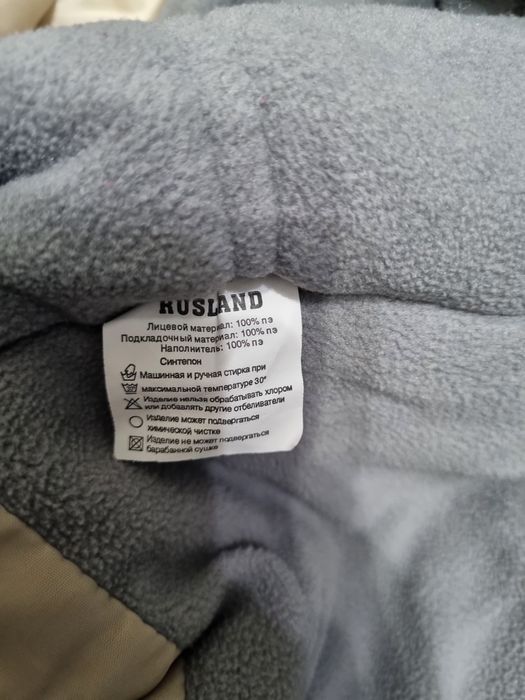 RUSLAND
Лицевой материал: 100% пэ
Подкладочный материал: 100% пэ
Наполнитель: 100% пэ
Синтепон
Машинная и ручная стирка при
максимальной температуре 30°
Изделие нельзя обрабатывать хлором
или добавлять другие отбеливатели
Изделие может подвергаться
химической чистке
Изделие не может подвергаться
барабанной сушке